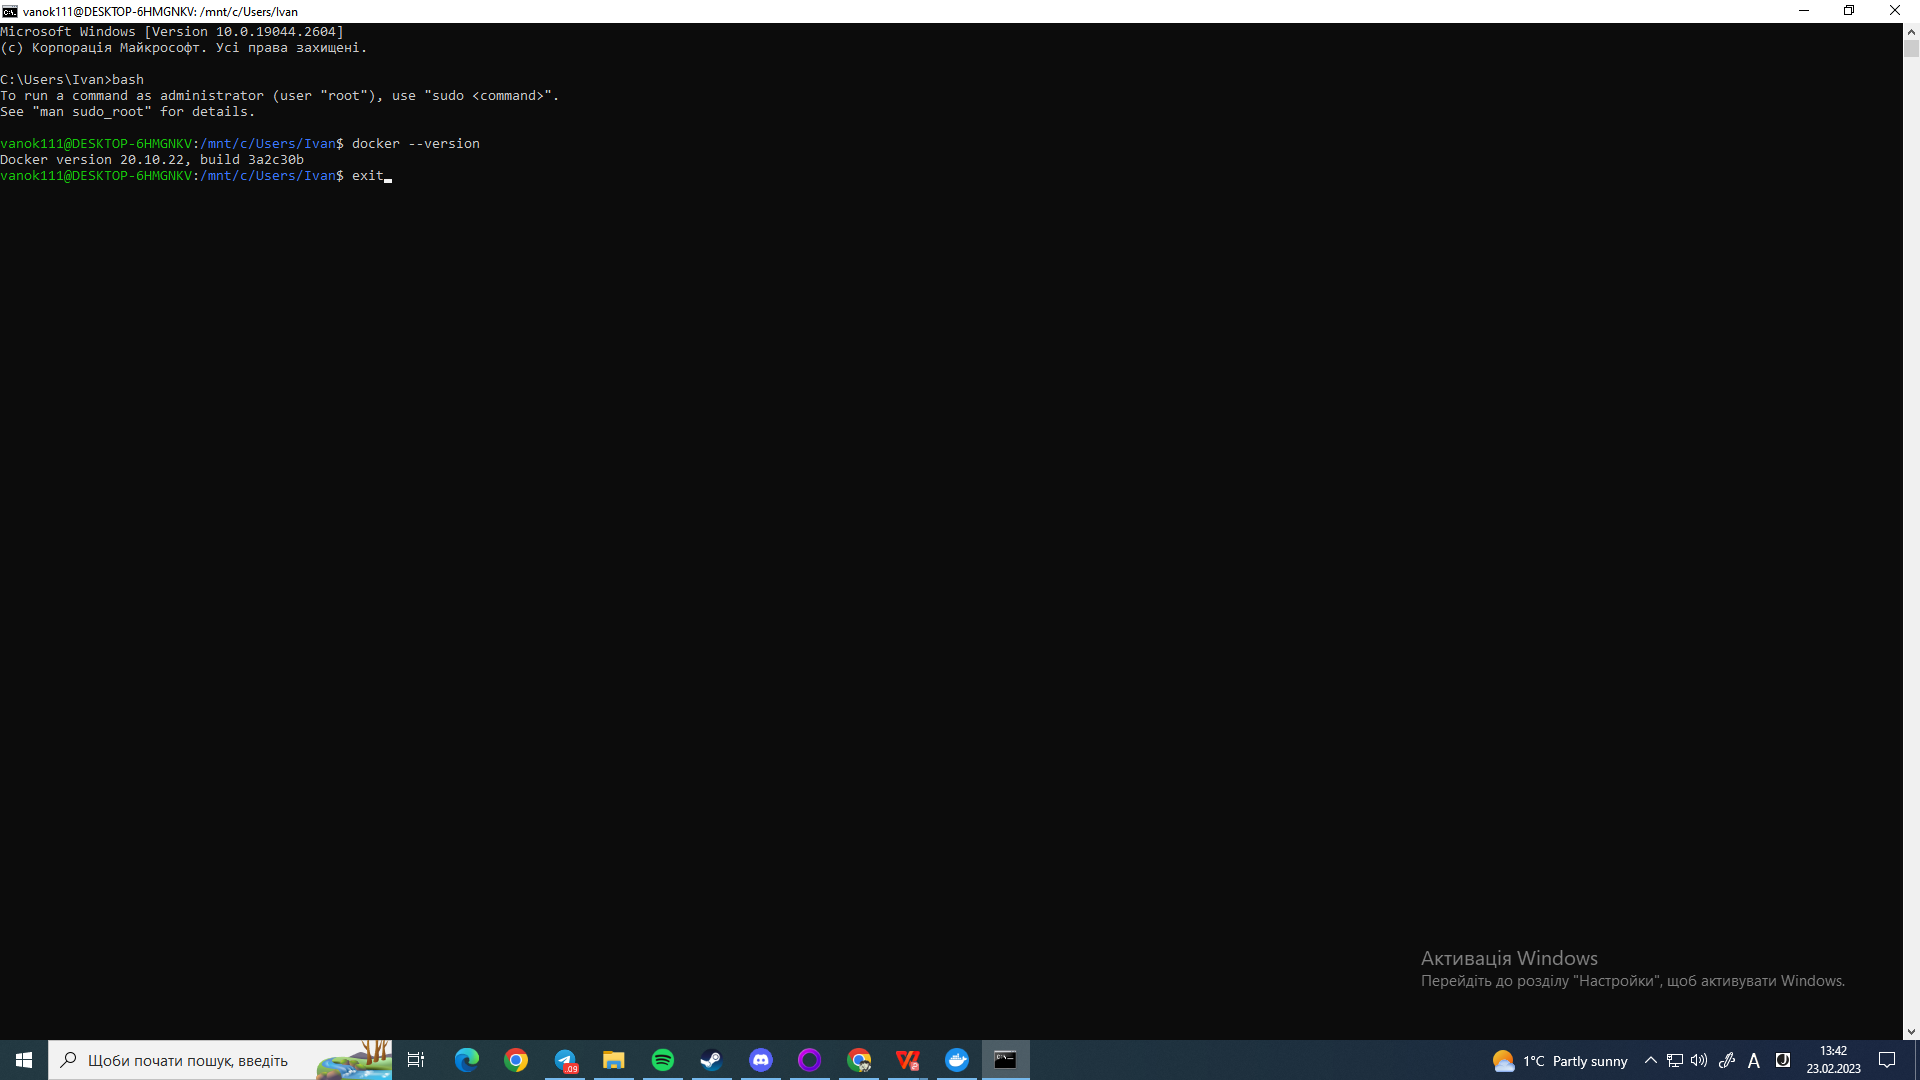 vanok111@DESKTOP-6HMGNKV: /mnt/c/Users/Ivan
Microsoft Windows [Version 10.0.19044.2604]
(c) Корпорація Майкрософт. Усі права захищені.
C:\Users\Ivan>bash
To run a command as administrator (user "root"), use "sudo <command>".
See "man sudo_root" for details.
vanok111@DESKTOP-6HMGNKV:/mnt/c/Users/Ivan$ docker --version
Docker version 20.10.22, build 3a2c30b
vanok111@DESKTOP-6HMGNKV:/mnt/c/Users/Ivan$ exit
Активація Windows
Перейдіть до розділу "Настройки", щоб активувати Windows.
Щоби почати пошук, введіть
.09
1°C Partly sunny
A
13:42
23.02.2023